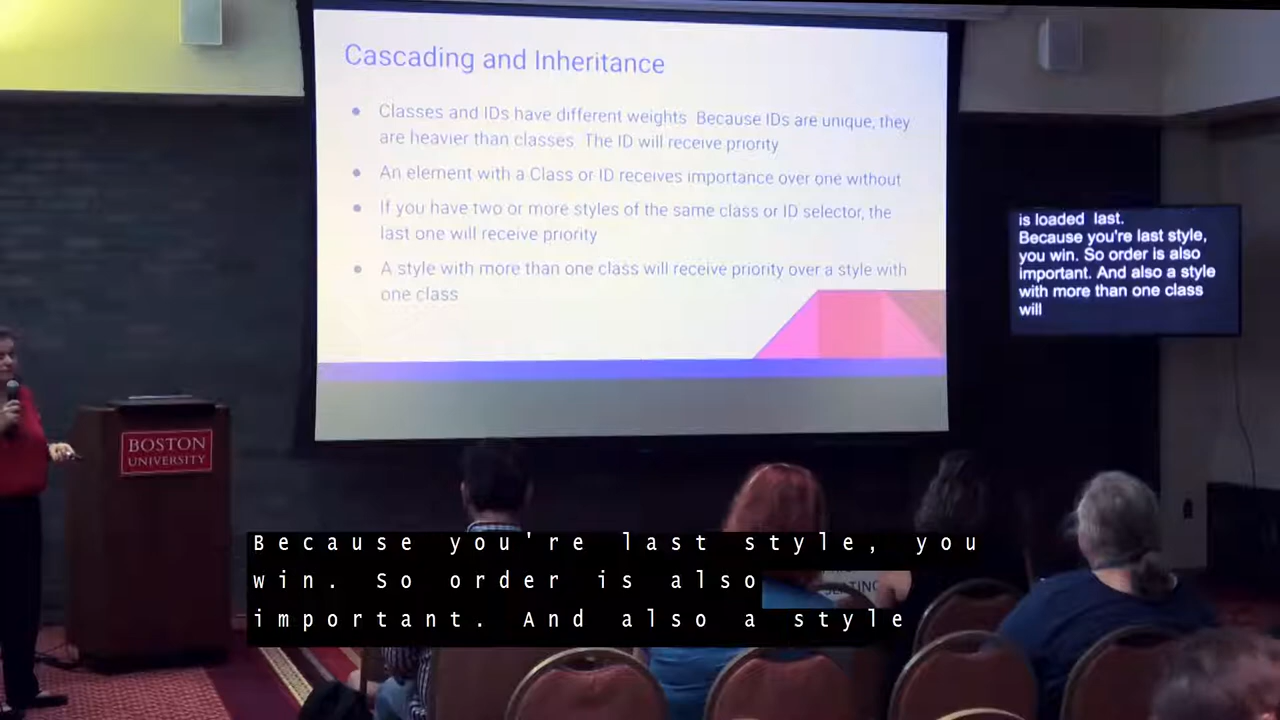 Cascading and Inheritance
Classes and IDs have different weights. Because IDs are unique, they
are heavier than classes. The ID will receive priority
An element with a Class or ID receives importance over one without
If you have two or more styles of the same class or ID selector, the
last one will receive priority
A style with more than one class will receive priority over a style with
one class
is loaded last.
Because you're last style,
you win. So order is also
important. And also a style
with more than one class
will
BOSTON
UNIVERSITY
Because you're last style, you
win. So order is also
important. And also a style